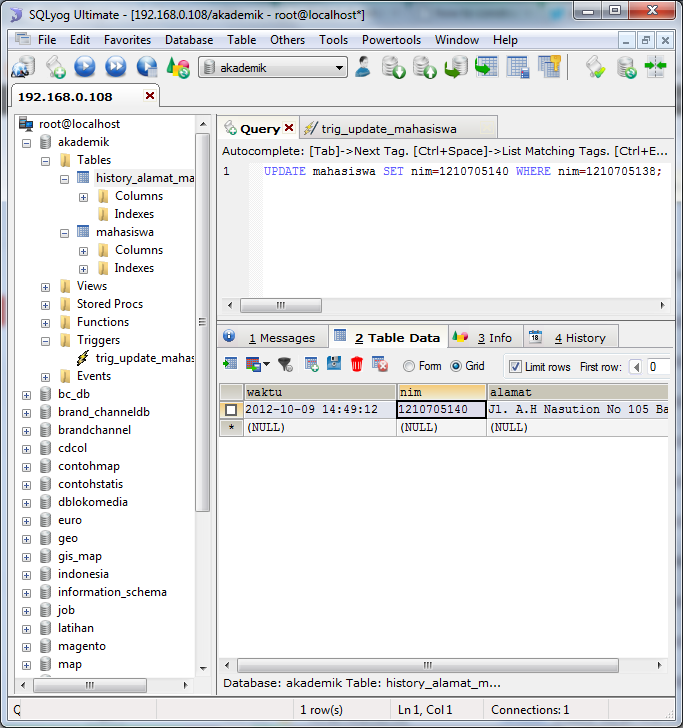 SQLyog Ultimate - [192.168.0.108/akademik - root@localhost*]
File Edit Favorites Database Table Others Tools Powertools Window Help
akademik
192.168.0.108
root@localhost
akademik
Tables
history_alamat_ma
Columns
Indexes
mahasiswa
Columns
Indexes
Views
Stored Procs
Functions
Triggers
trig_update_mahas
Events
bc_db
brand_channeldb
brandchannel
cdcol
contohmap
contohstatis
dblokomedia
euro
geo
gis_map
indonesia
information_schema
job
latihan
magento
map
Query trig_update_mahasiswa
Autocomplete: [Tab]->Next Tag. [Ctrl+Space]->List Matching Tags. [Ctrl+E...
1 UPDATE mahasiswa SET nim=1210705140 WHERE nim=1210705138;
1 Messages 2 Table Data 3 Info 4 History
Form Grid Limit rows First row: 0
waktu nim alamat
2012-10-09 14:49:12 1210705140 Jl. A.H Nasution No 105 Ba
* (NULL) (NULL) (NULL)
Database: akademik Table: history_alamat_m...
Q 1 row(s) Ln 1, Col 1 Connections: 1